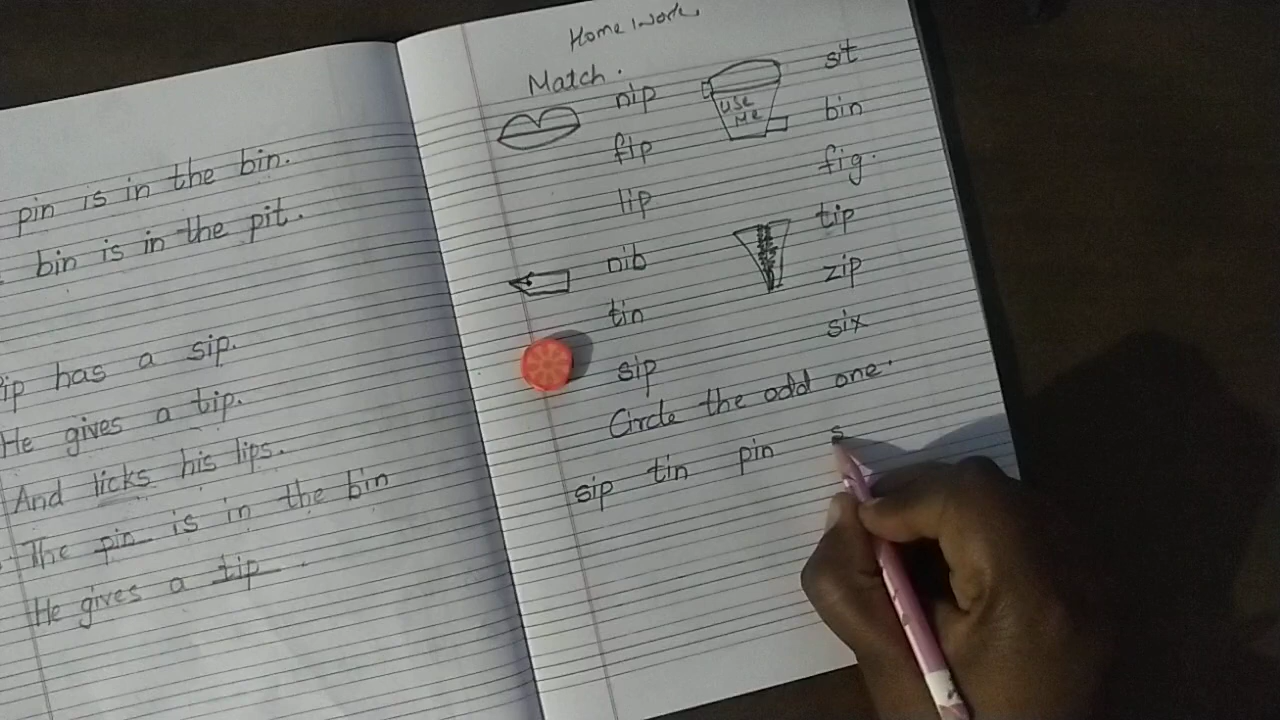 pin is in the bin.
bin is in the pit.
ip has a sip.
He gives a tip.
And licks his lips.
The pin is in the bin
He gives a tip.
Home Work
Match.
nip
fip
lip
nib
tin
sip
USE
ME
sit
bin
fig.
tip
zip
six
Circle the odd one.
sip tin pin s